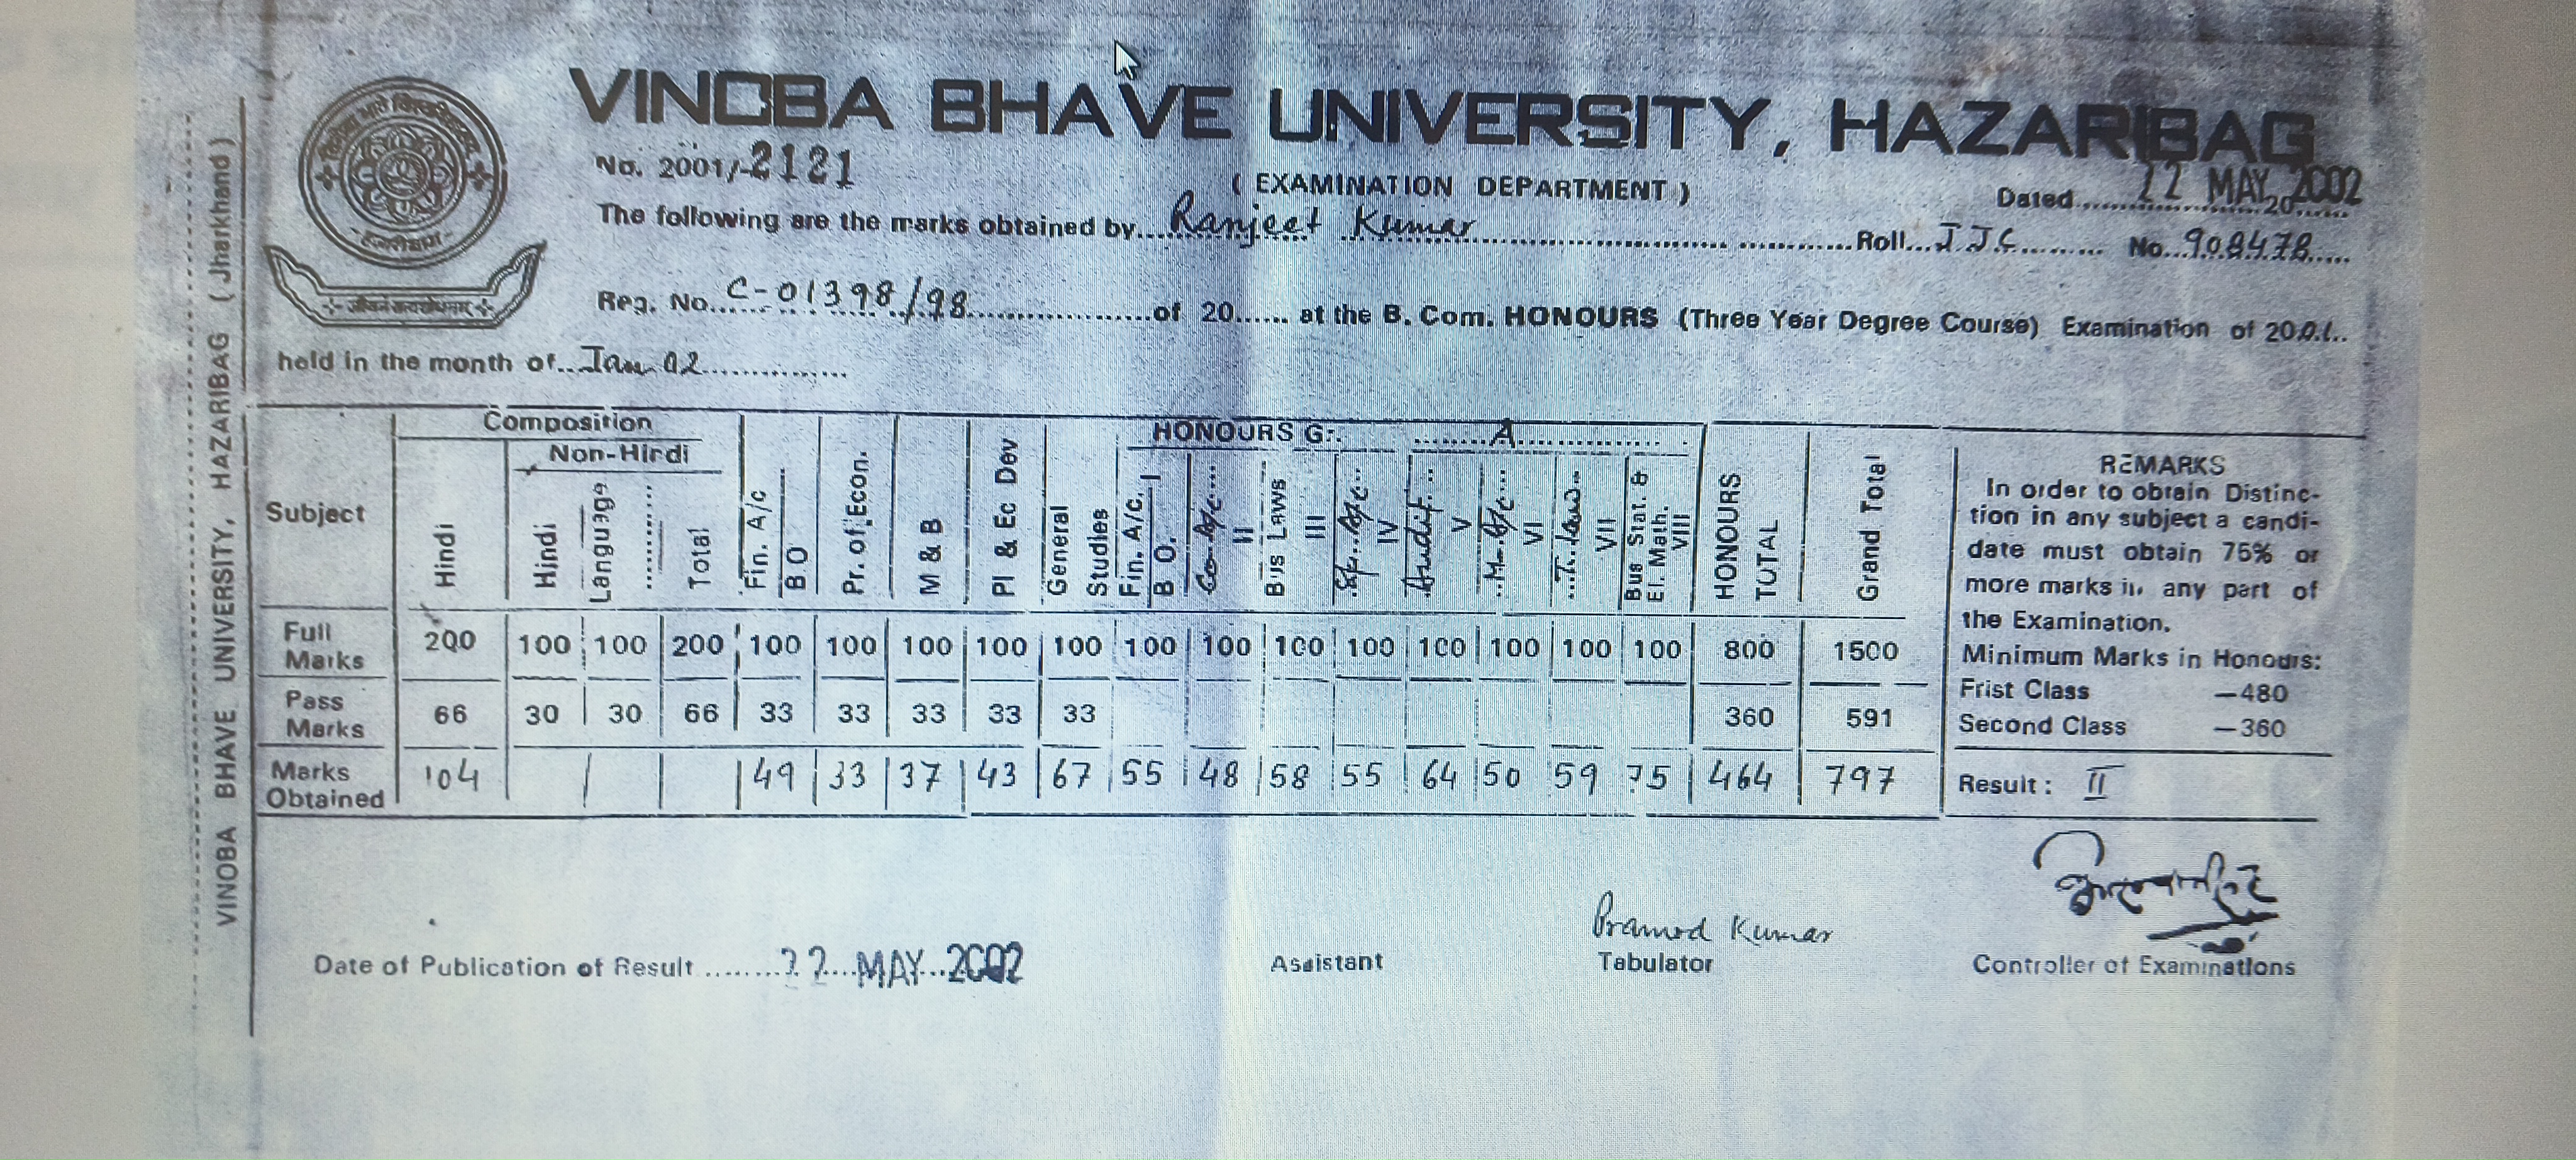 VINOBA BHAVE UNIVERSITY, HAZARIBAG
No. 2001/-2121
( EXAMINATION DEPARTMENT )
Dated......22 MAY 2002
The following are the marks obtained by....Ranjeet Kumar..............Roll...JJC......... No...908478.....
Reg. No...C-01398/98...................of 20...... at the B. Com. HONOURS (Three Year Degree Course) Examination of 2001..
held in the month of..Jan 02...............
VINOBA BHAVE UNIVERSITY, HAZARIBAG ( Jharkhand )
Composition
Non-Hindi
HONOURS G:. ........A...............
Subject
Hindi
Hindi
Language ..........
Total
Fin. A/c
B O
Pr. of Econ.
M & B
Pl & Ec Dev
General Studies
Fin. A/c. I
B O.
Co. A/c.... II
Bus Laws III
Sp. A/c... IV
Audit... V
...M. A/c... VI
...T. Laws.. VII
Bus Stat. & El. Math. VIII
HONOURS TOTAL
Grand Total
Full Marks 200 100 100 200 100 100 100 100 100 100 100 100 100 100 100 100 100 800 1500
Pass Marks 66 30 30 66 33 33 33 33 33 360 591
Marks Obtained 104 49 33 37 43 67 55 48 58 55 64 50 59 75 464 797
REMARKS
In order to obtain Distinc-
tion in any subject a candi-
date must obtain 75% or
more marks in any part of
the Examination.
Minimum Marks in Honours:
Frist Class —480
Second Class —360
Result : II
Pramod Kumar
Date of Publication of Result ........22...MAY...2002
Assistant
Tabulator
Controller of Examinations